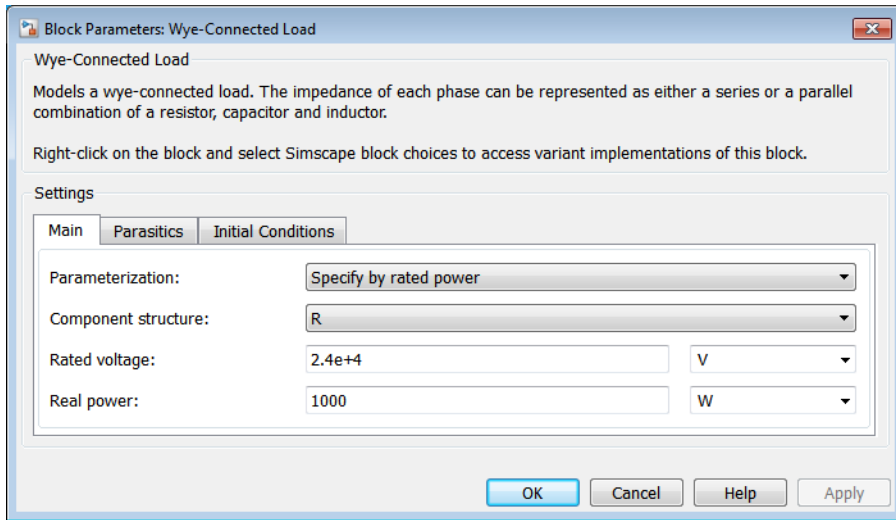 Block Parameters: Wye-Connected Load
Wye-Connected Load
Models a wye-connected load. The impedance of each phase can be represented as either a series or a parallel
combination of a resistor, capacitor and inductor.
Right-click on the block and select Simscape block choices to access variant implementations of this block.
Settings
Main Parasitics Initial Conditions
Parameterization: Specify by rated power
Component structure: R
Rated voltage: 2.4e+4 V
Real power: 1000 W
OK Cancel Help Apply